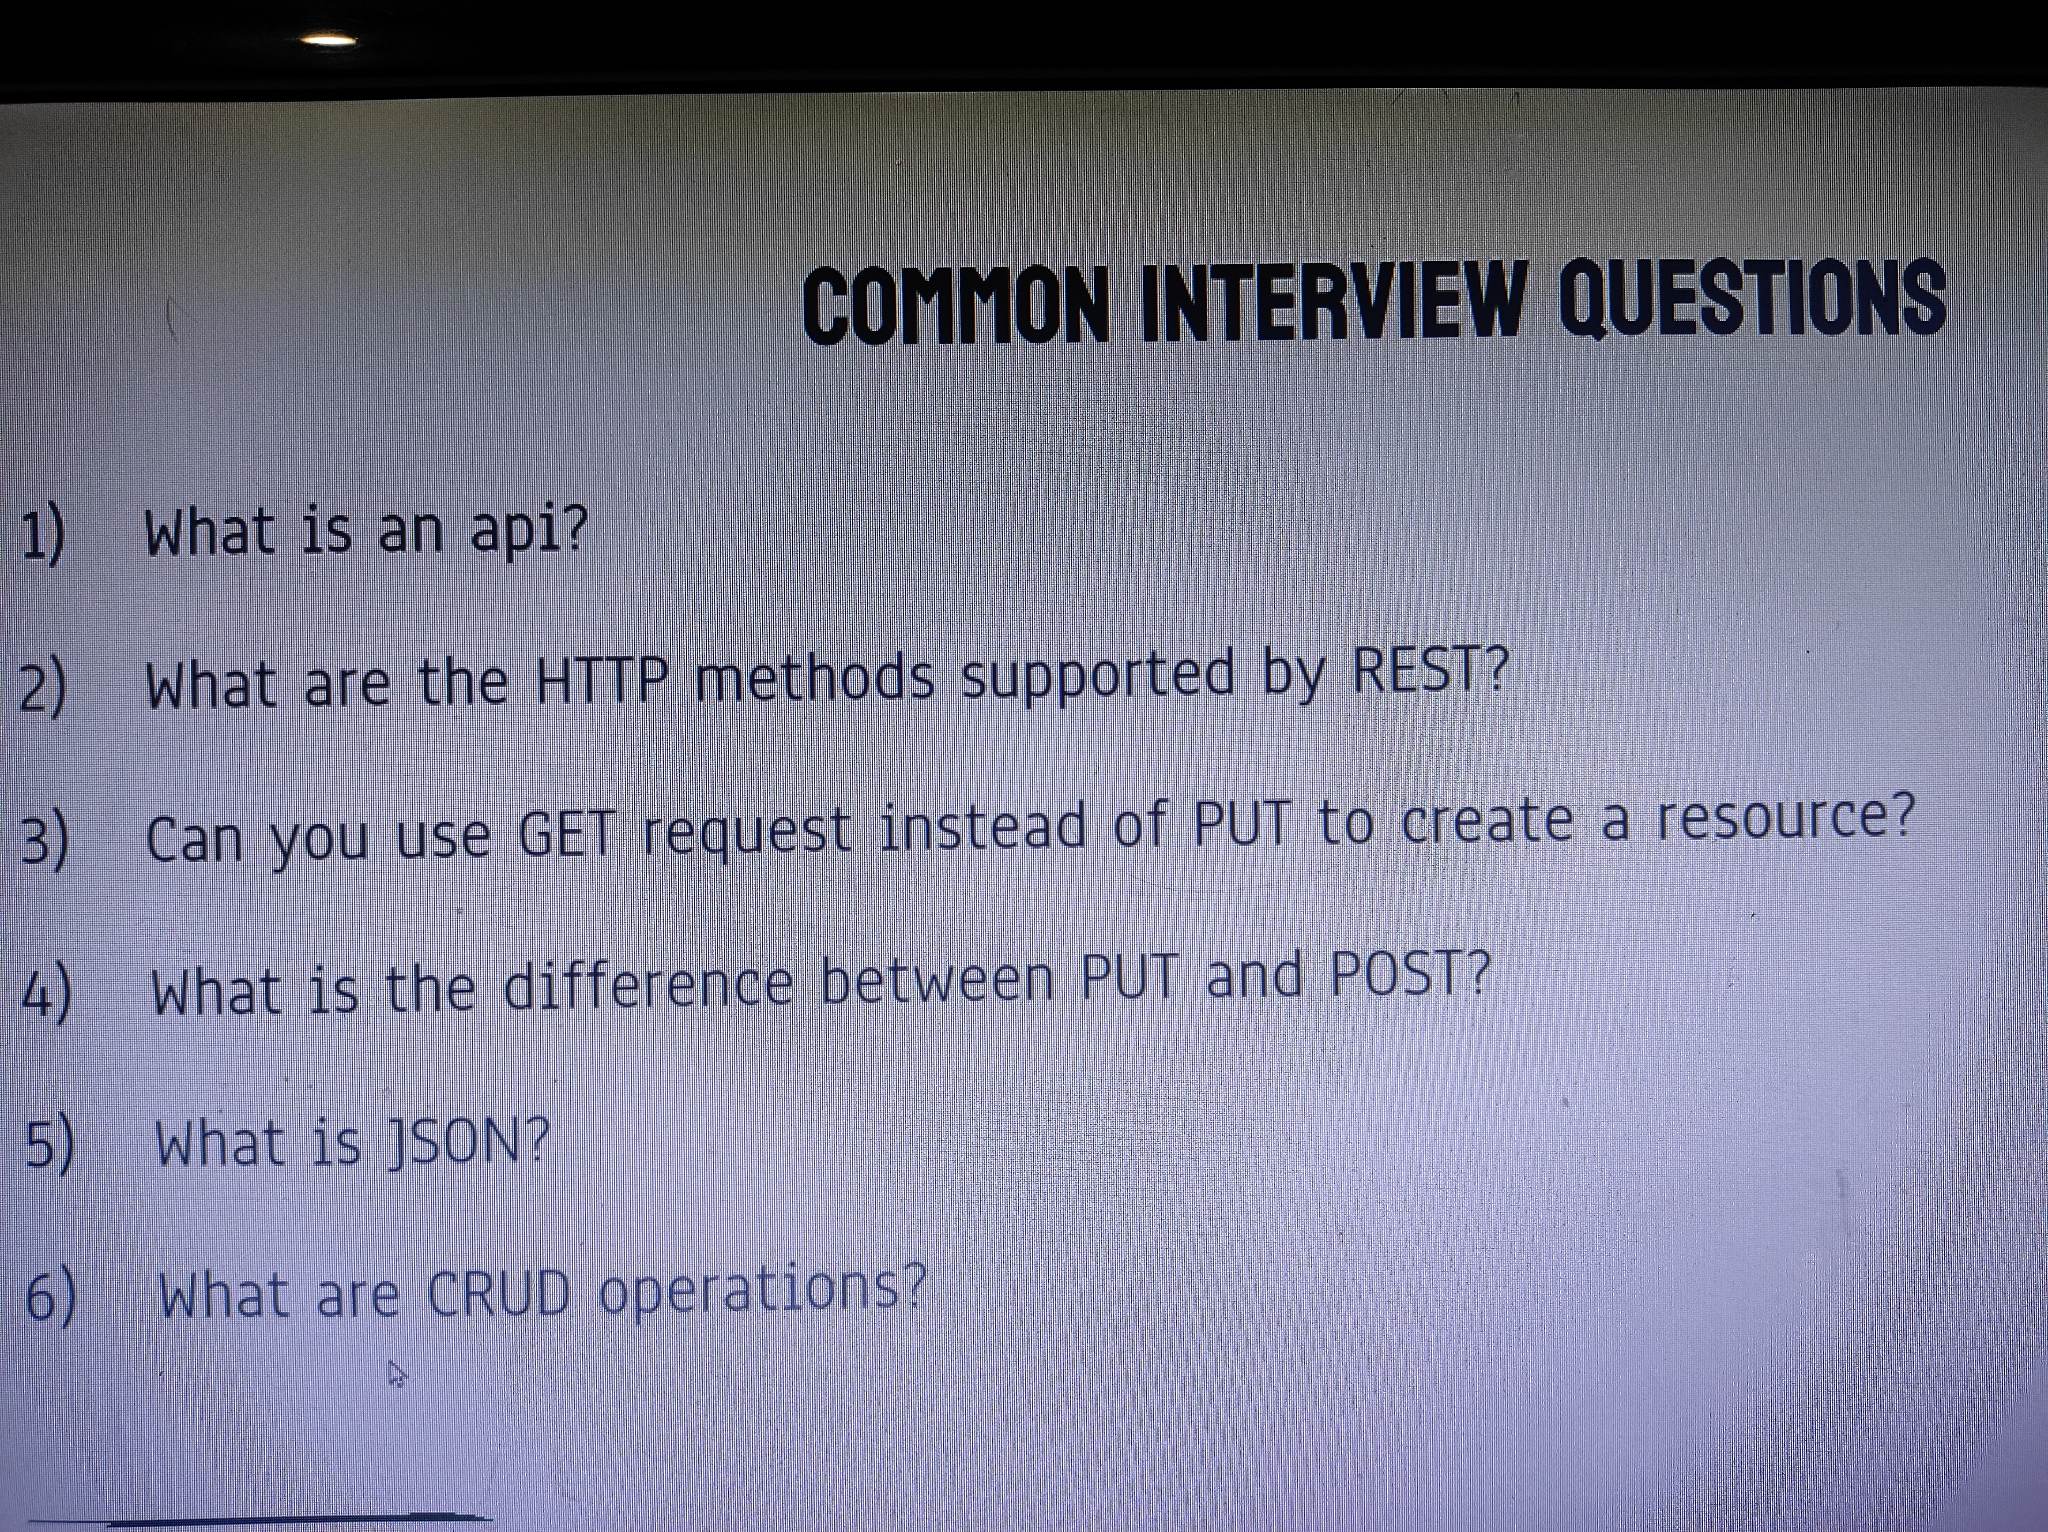 COMMON INTERVIEW QUESTIONS
1) What is an api?
2) What are the HTTP methods supported by REST?
3) Can you use GET request instead of PUT to create a resource?
4) What is the difference between PUT and POST?
5) What is JSON?
6) What are CRUD operations?